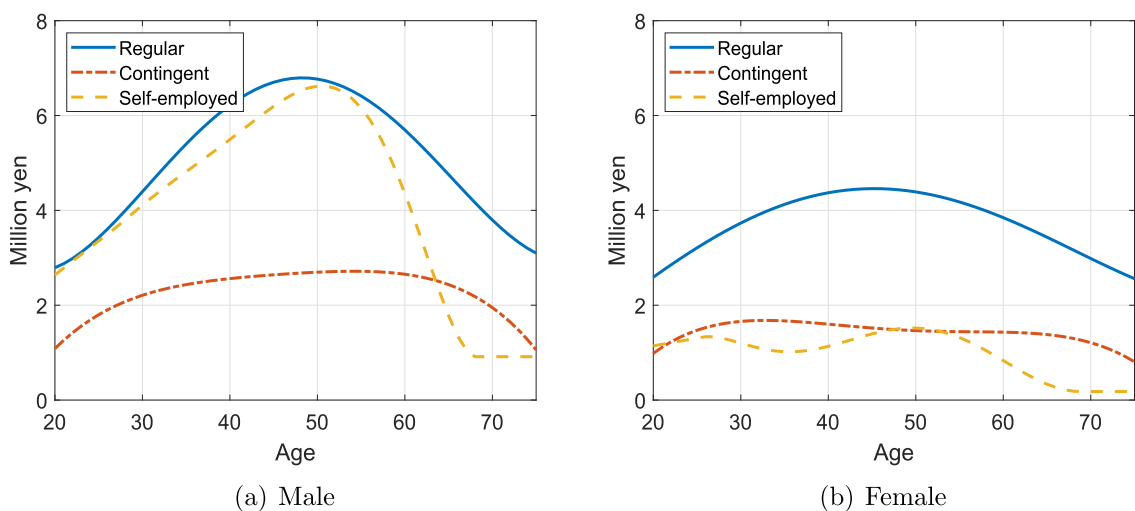 8
6
4
2
0
Million yen
Regular
Contingent
Self-employed
20 30 40 50 60 70
Age
(a) Male
8
6
4
2
0
Million yen
Regular
Contingent
Self-employed
20 30 40 50 60 70
Age
(b) Female